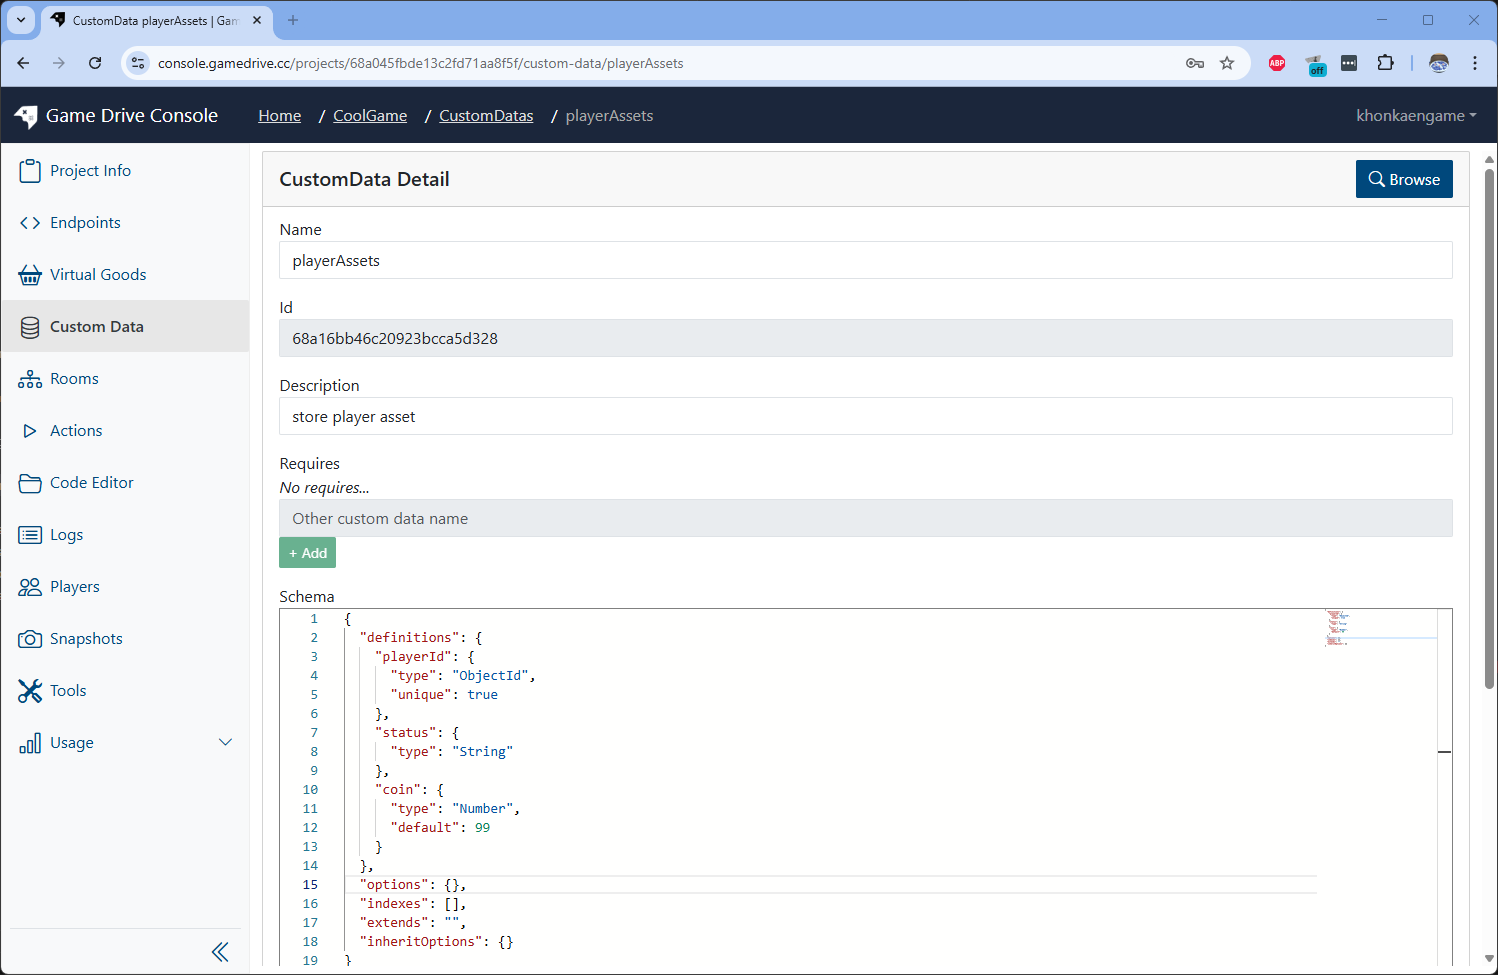 CustomData playerAssets | Gam
console.gamedrive.cc/projects/68a045fbde13c2fd71aa8f5f/custom-data/playerAssets
ABP
off
Game Drive Console
Home / CoolGame / CustomDatas / playerAssets
khonkaengame
Project Info
Endpoints
Virtual Goods
Custom Data
Rooms
Actions
Code Editor
Logs
Players
Snapshots
Tools
Usage
CustomData Detail
Browse
Name
playerAssets
Id
68a16bb46c20923bcca5d328
Description
store player asset
Requires
No requires...
Other custom data name
+ Add
Schema
1 {
2 "definitions": {
3 "playerId": {
4 "type": "ObjectId",
5 "unique": true
6 },
7 "status": {
8 "type": "String"
9 },
10 "coin": {
11 "type": "Number",
12 "default": 99
13 }
14 },
15 "options": {},
16 "indexes": [],
17 "extends": "",
18 "inheritOptions": {}
19 }